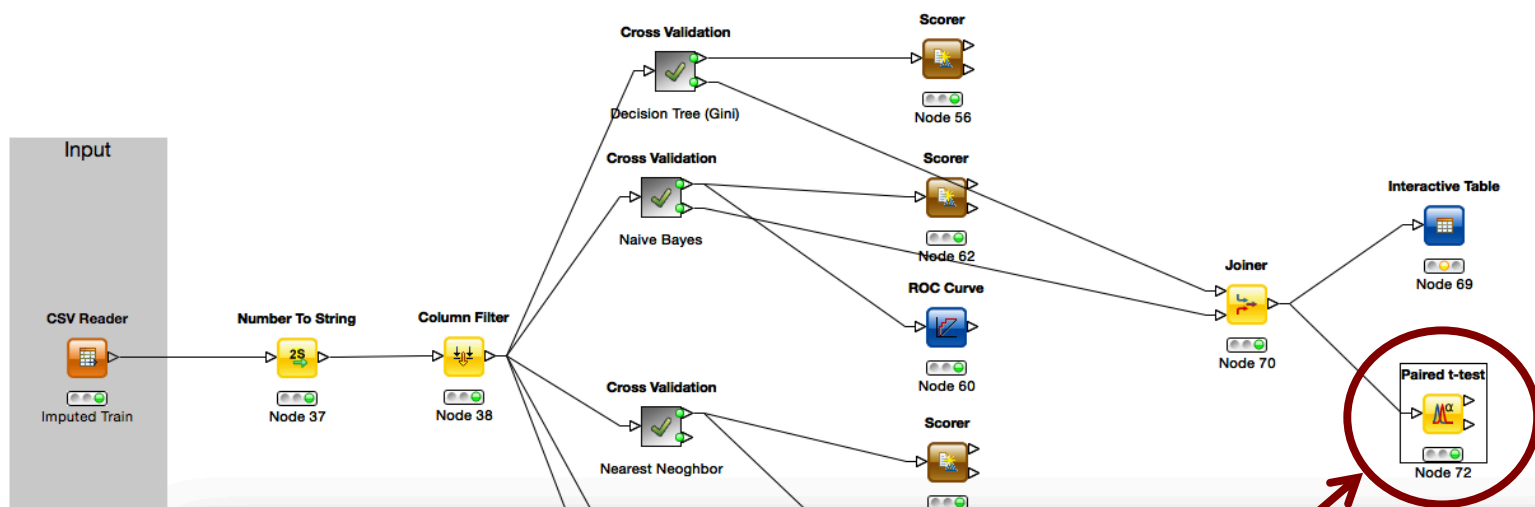 Scorer
Cross Validation
Decision Tree (Gini)
Node 56
Input
Cross Validation
Scorer
Naive Bayes
Node 62
Interactive Table
Node 69
Joiner
Node 70
ROC Curve
Node 60
CSV Reader
Imputed Train
Number To String
2S
Node 37
Column Filter
Node 38
Cross Validation
Nearest Neoghbor
Scorer
Paired t-test
α
Node 72